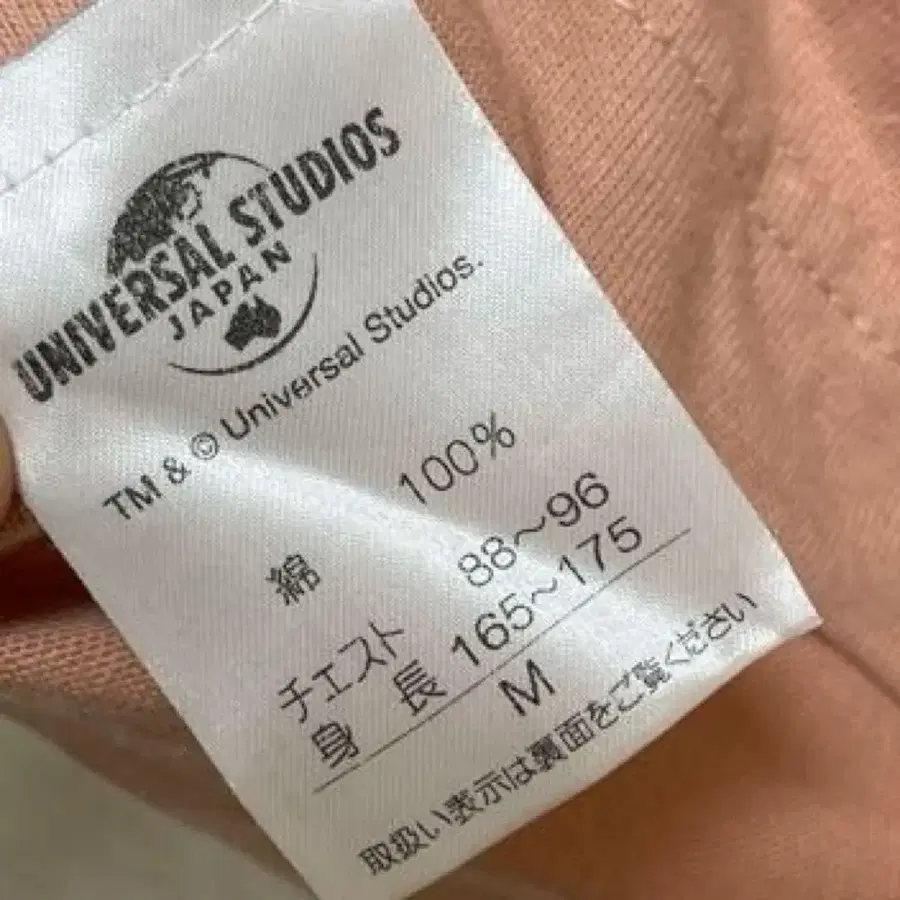 UNIVERSAL STUDIOS
JAPAN
TM & © Universal Studios.
綿 100%
チェスト 88~96
身長 165~175
M
取扱い表示は裏面をご覧ください